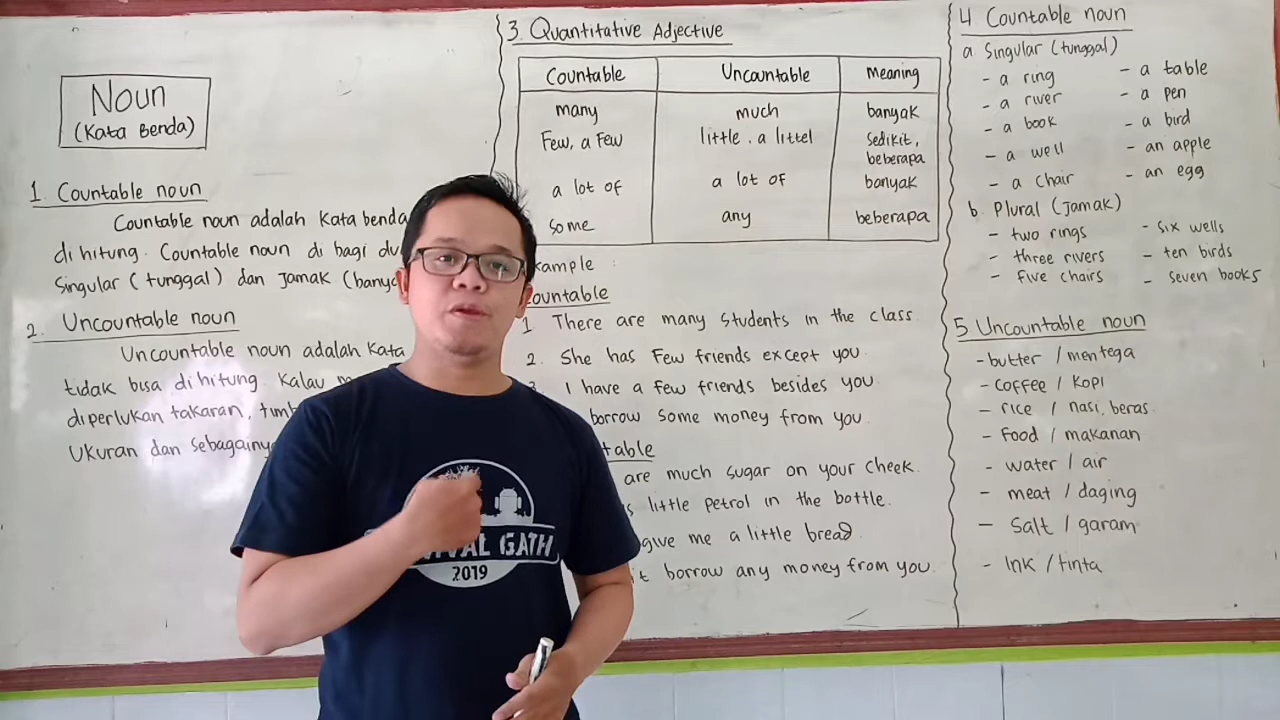 Noun
(Kata Benda)
1. Countable noun
Countable noun adalah Kata benda
di hitung. Countable noun di bagi
Singular (tunggal) dan Jamak
2. Uncountable noun
Uncountable noun adalah Kata
tidak bisa di hitung. Kalau
diperlukan takaran,
Ukuran dan Sebagainya
3. Quantitative Adjective
Countable Uncountable Meaning
many much banyak
Few, a Few little. a littel Sedikit, beberapa
a lot of a lot of banyak
some any beberapa
:
1 There are many Students in the class
2. She has Few friends except you
I have a few friends besides you
borrow some money from you.
are much sugar on your cheek.
little petrol in the bottle.
give me a little bread
borrow any money from you.
4 Countable noun
a Singular (tunggal)
- a ring
- a river
- a book
- a well
- a chair
- a table
- a pen
- a bird
- an apple
- an egg
b. Plural (Jamak)
- two rings
- three rivers
- five chairs
- six wells
- ten birds
- seven books
5 Uncountable noun
- butter / mentega
- coffee / kopi
- rice / nasi, beras
- food / makanan
- water / air
- meat / daging
- Salt / garam
- Ink / tinta
GATH
2019